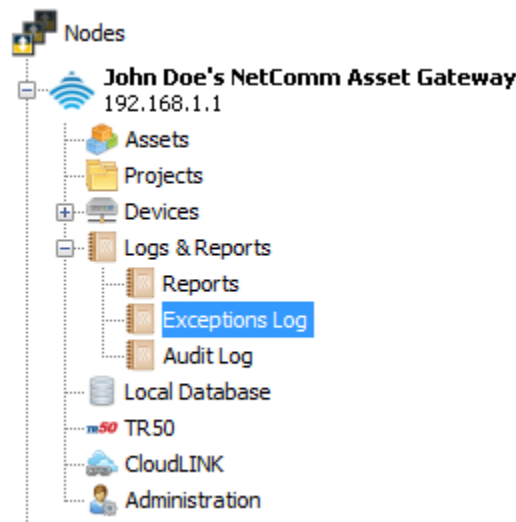 Nodes
John Doe's NetComm Asset Gateway
192.168.1.1
Assets
Projects
Devices
Logs & Reports
Reports
Exceptions Log
Audit Log
Local Database
TR50 TR50
CloudLINK
Administration